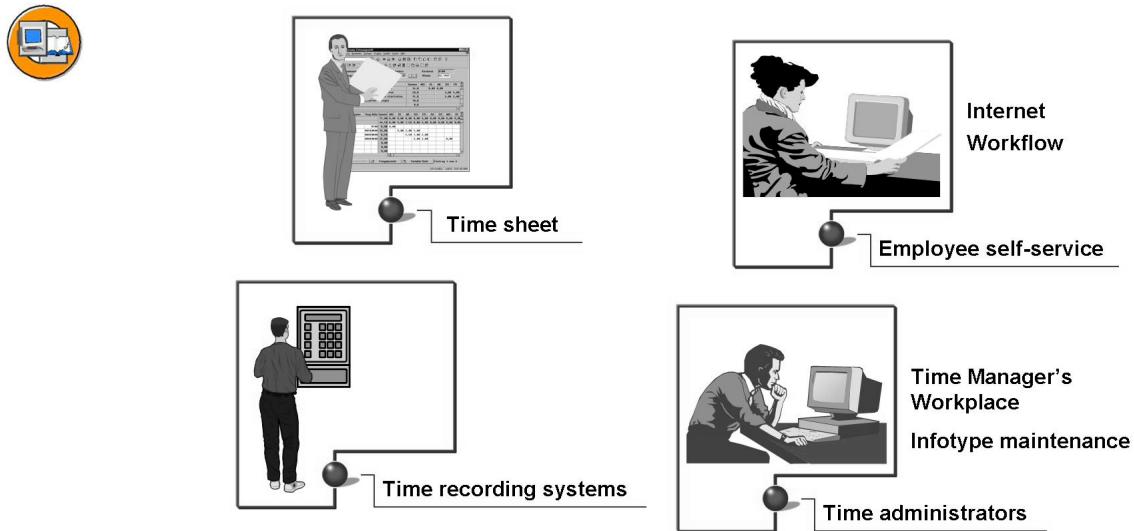 Time sheet
Internet
Workflow
Employee self-service
Time recording systems
Time Manager's
Workplace
Infotype maintenance
Time administrators